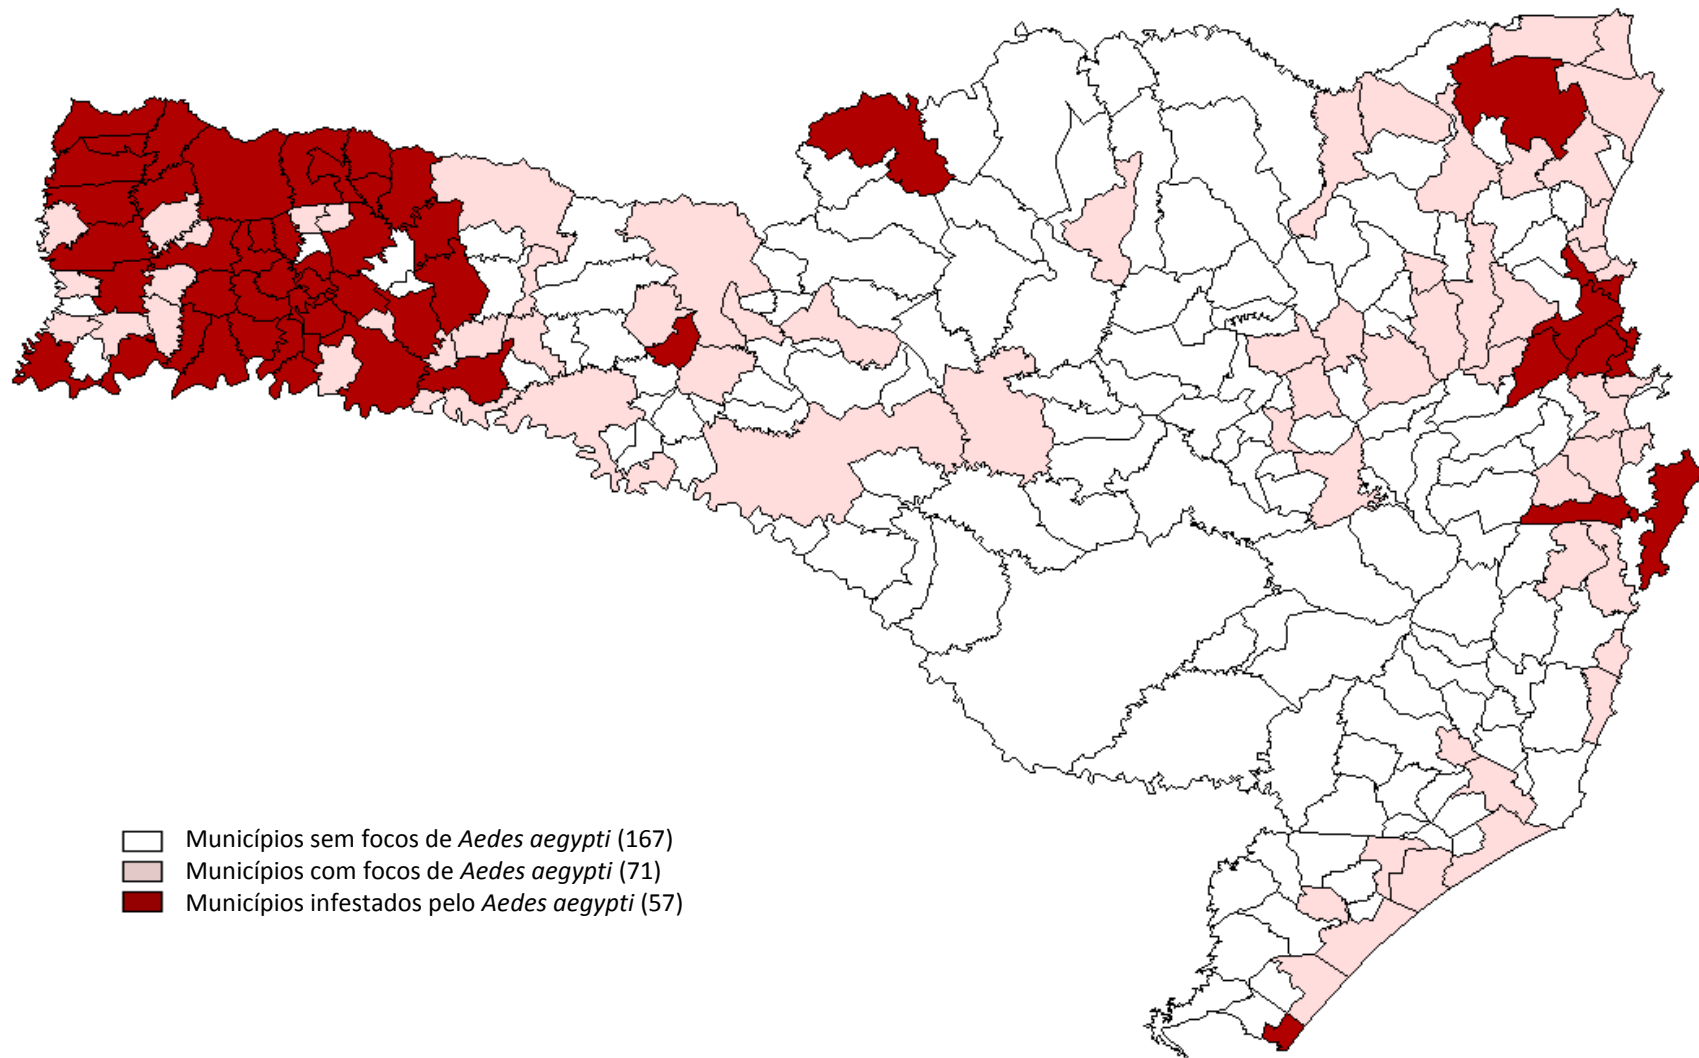 Municípios sem focos de Aedes aegypti (167)
Municípios com focos de Aedes aegypti (71)
Municípios infestados pelo Aedes aegypti (57)